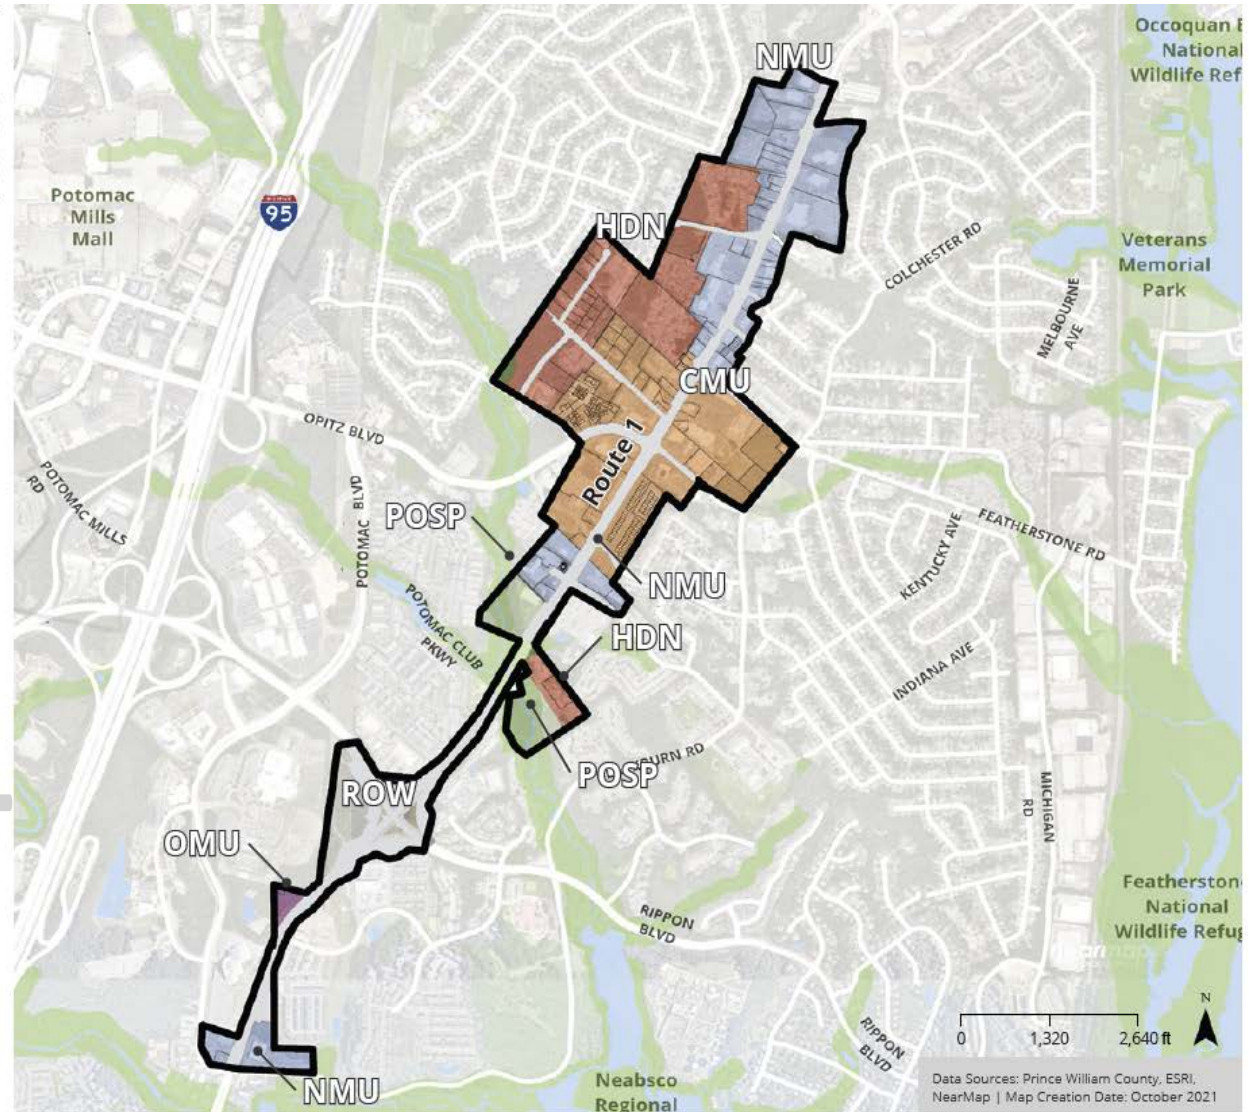 Occoquan B
National
Wildlife Ref
NMU
Potomac
Mills
Mall
95
HDN
COLCHESTER RD
Veterans
Memorial
Park
MELBOURNE
AVE
CMU
OPITZ BLVD
Route 1
POTOMAC MILLS
RD
POTOMAC BLVD
POSP
FEATHERSTONE RD
KENTUCKY AVE
NMU
POTOMAC CLUB
PKWY
HDN
INDIANA AVE
BURN RD
POSP
ROW
MICHIGAN
RD
OMU
Featherston
National
Wildlife Refug
RIPPON
BLVD
N
0 1,320 2,640 ft
RIPPON
BLVD
NMU
Neabsco
Regional
Data Sources: Prince William County, ESRI,
NearMap | Map Creation Date: October 2021